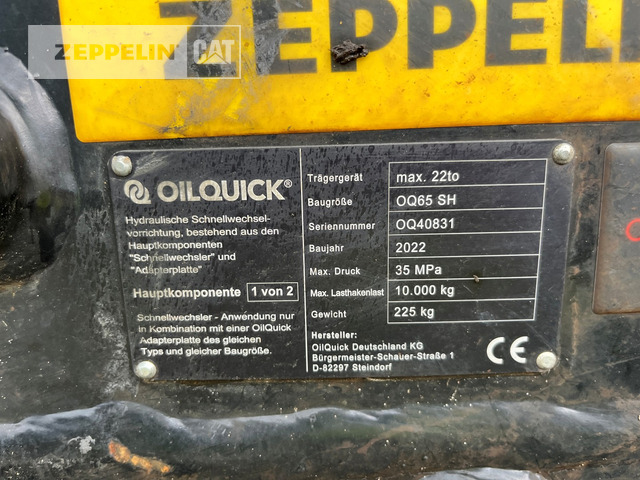 ZEPPELIN CAT
ZEPPELIN
OILQUICK®
Hydraulische Schnellwechsel-
vorrichtung, bestehend aus den
Hauptkomponenten
"Schnellwechsler" und
"Adapterplatte"
Hauptkomponente 1 von 2
Schnellwechsler - Anwendung nur
in Kombination mit einer OilQuick
Adapterplatte des gleichen
Typs und gleicher Baugröße.
Trägergerät max. 22to
Baugröße OQ65 SH
Seriennummer OQ40831
Baujahr 2022
Max. Druck 35 MPa
Max. Lasthakenlast 10.000 kg
Gewicht 225 kg
Hersteller:
OilQuick Deutschland KG
Bürgermeister-Schauer-Straße 1
D-82297 Steindorf
CE